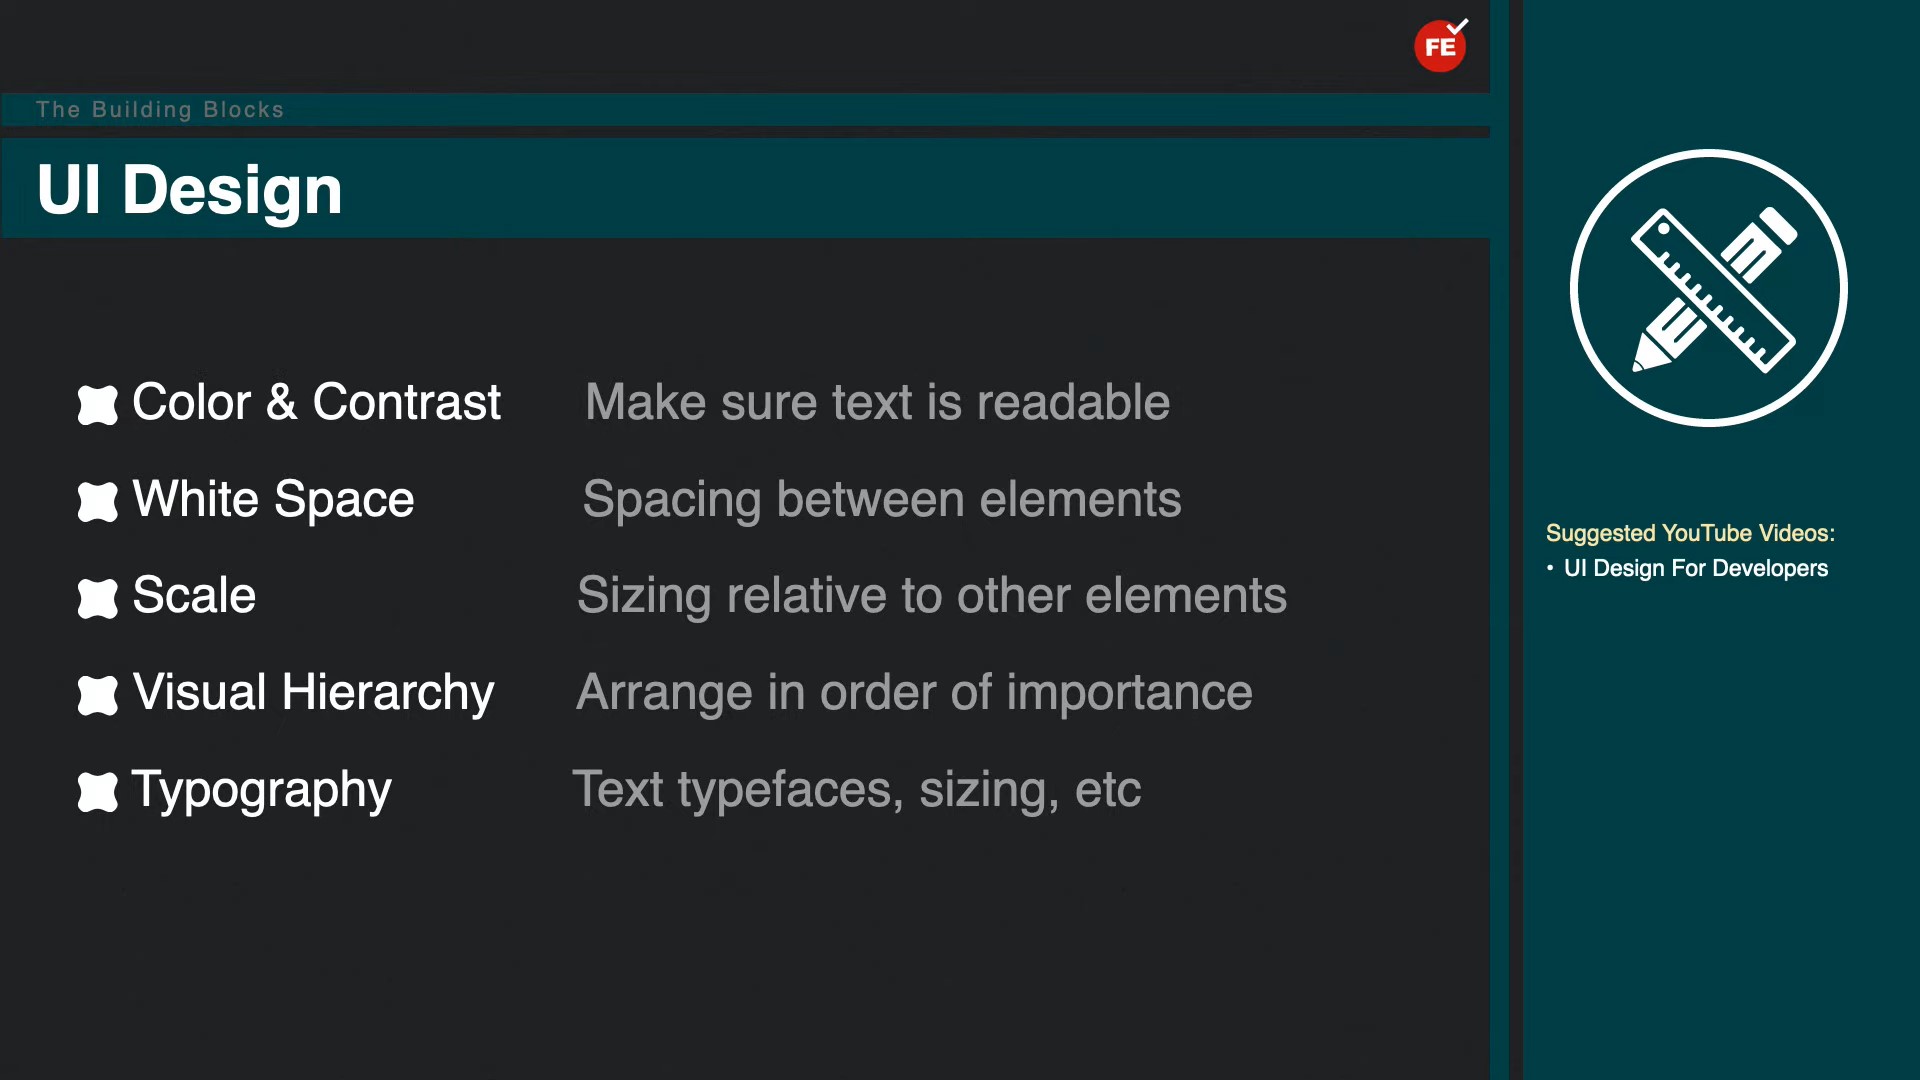 FE
The Building Blocks
UI Design
Color & Contrast Make sure text is readable
White Space Spacing between elements
Scale Sizing relative to other elements
Visual Hierarchy Arrange in order of importance
Typography Text typefaces, sizing, etc
Suggested YouTube Videos:
• UI Design For Developers